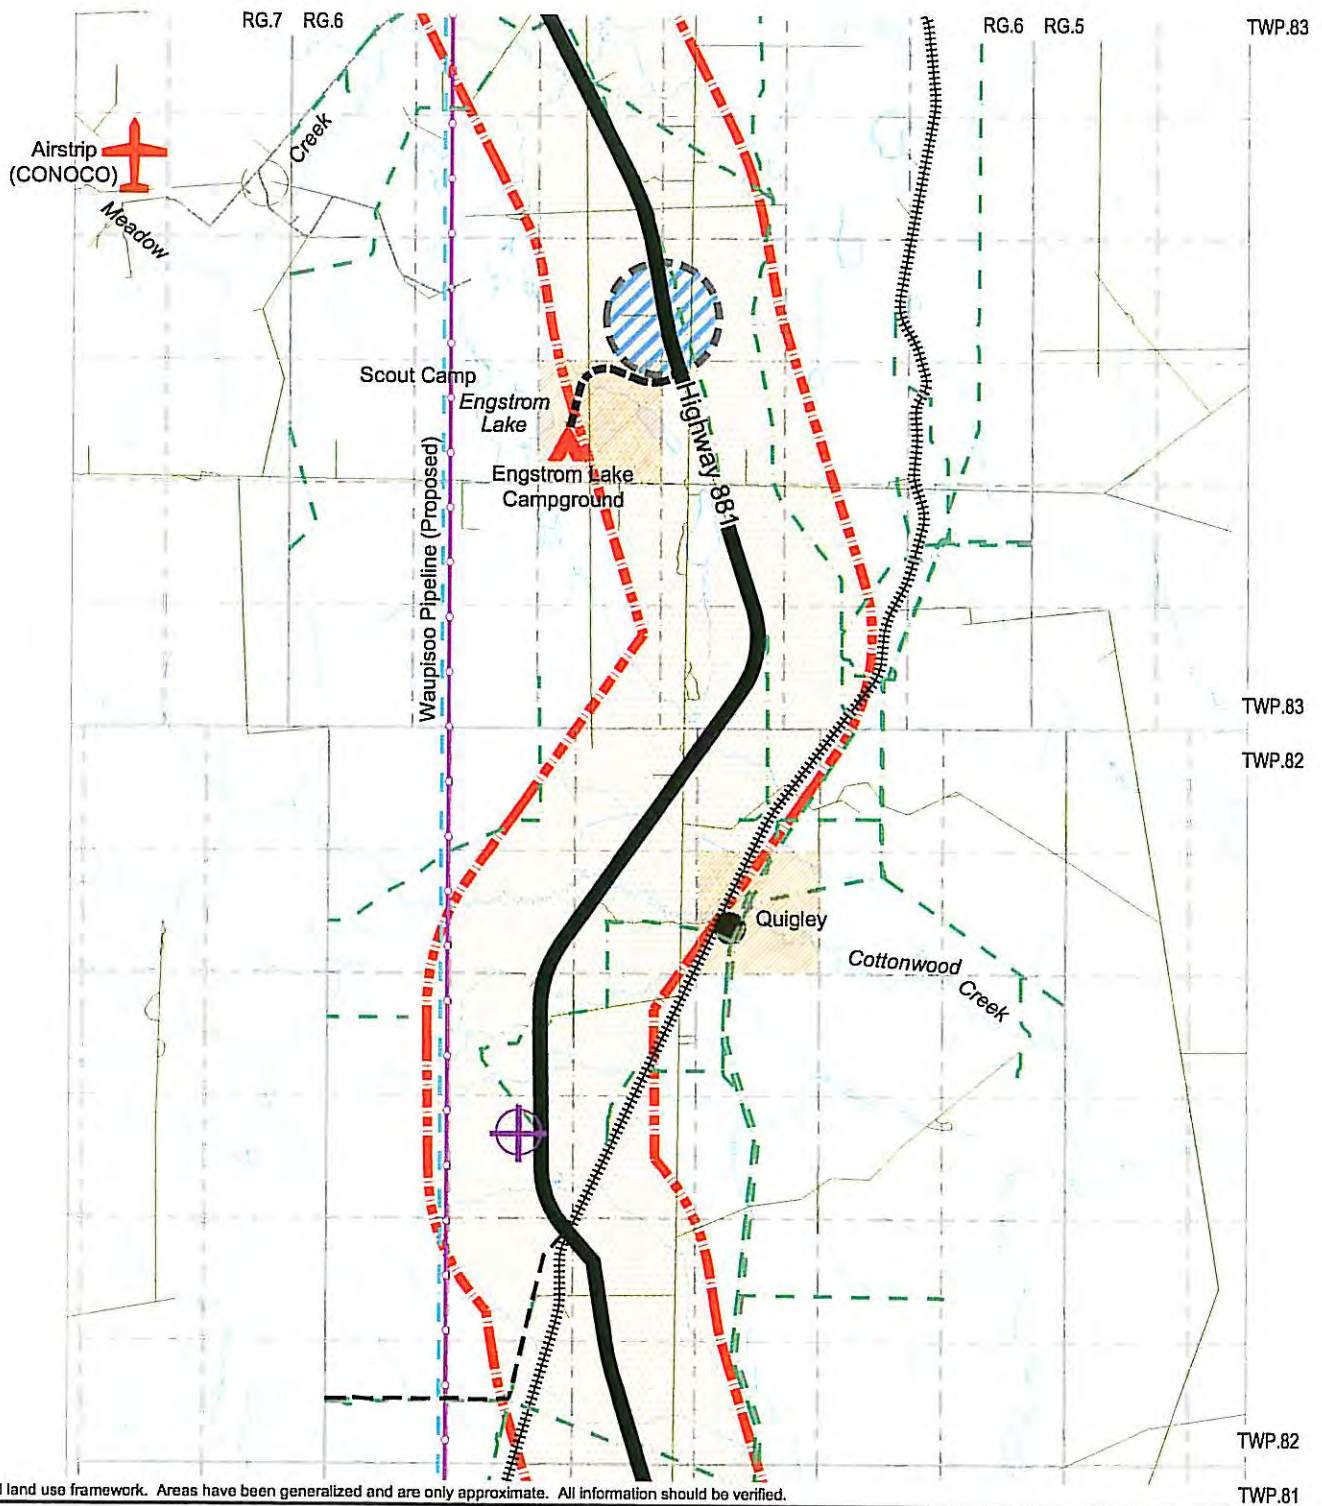 RG.7 RG.6
RG.6 RG.5
TWP.83
Airstrip
(CONOCO)
Creek
Meadow
Scout Camp
Engstrom
Lake
Engstrom Lake
Campground
Highway 881
Waupisoo Pipeline (Proposed)
TWP.83
TWP.82
Quigley
Cottonwood
Creek
TWP.82
land use framework. Areas have been generalized and are only approximate. All information should be verified.
TWP.81